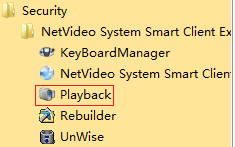 Security
NetVideo System Smart Client Ex
KeyBoardManager
NetVideo System Smart Client
Playback
Rebuilder
UnWise